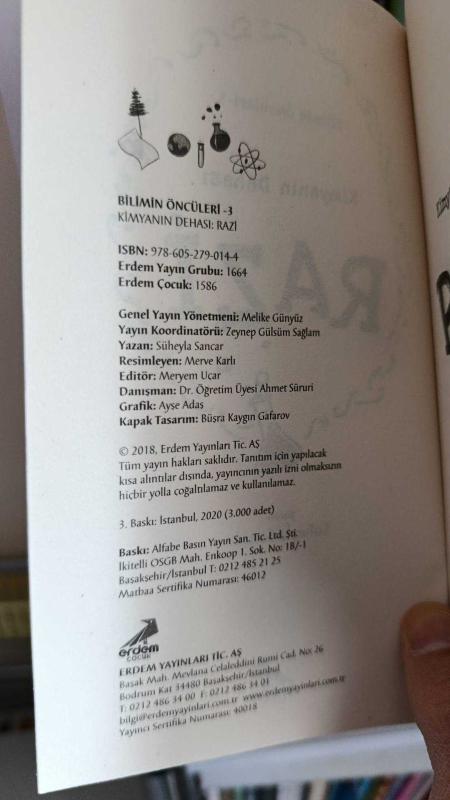 BİLİMİN ÖNCÜLERİ -3
KİMYANIN DEHASI: RAZİ
ISBN: 978-605-279-014-4
Erdem Yayın Grubu: 1664
Erdem Çocuk: 1586
Genel Yayın Yönetmeni: Melike Günyüz
Yayın Koordinatörü: Zeynep Gülsüm Sağlam
Yazan: Süheyla Sancar
Resimleyen: Merve Karlı
Editör: Meryem Uçar
Danışman: Dr. Öğretim Üyesi Ahmet Süruri
Grafik: Ayşe Adaş
Kapak Tasarım: Büşra Kaygın Gafarov
© 2018, Erdem Yayınları Tic. AŞ
Tüm yayın hakları saklıdır. Tanıtım için yapılacak
kısa alıntılar dışında, yayıncının yazılı izni olmaksızın
hiçbir yolla çoğaltılamaz ve kullanılamaz.
3. Baskı: İstanbul, 2020 (3.000 adet)
Baskı: Alfabe Basın Yayın San. Tic. Ltd. Şti.
İkitelli OSGB Mah. Enkoop 1. Sok. No: 1B/-1
Başakşehir/İstanbul T: 0212 485 21 25
Matbaa Sertifika Numarası: 46012
erdem
ÇOCUK
ERDEM YAYINLARI TİC. AŞ
Başak Mah. Mevlana Celaleddini Rumi Cad. No: 26
Bodrum Kat 34480 Başakşehir/İstanbul
T: 0212 486 34 00 F: 0212 486 34 01
bilgi@erdemyayinlari.com.tr www.erdemyayinlari.com.tr
Yayıncı Sertifika Numarası: 40018